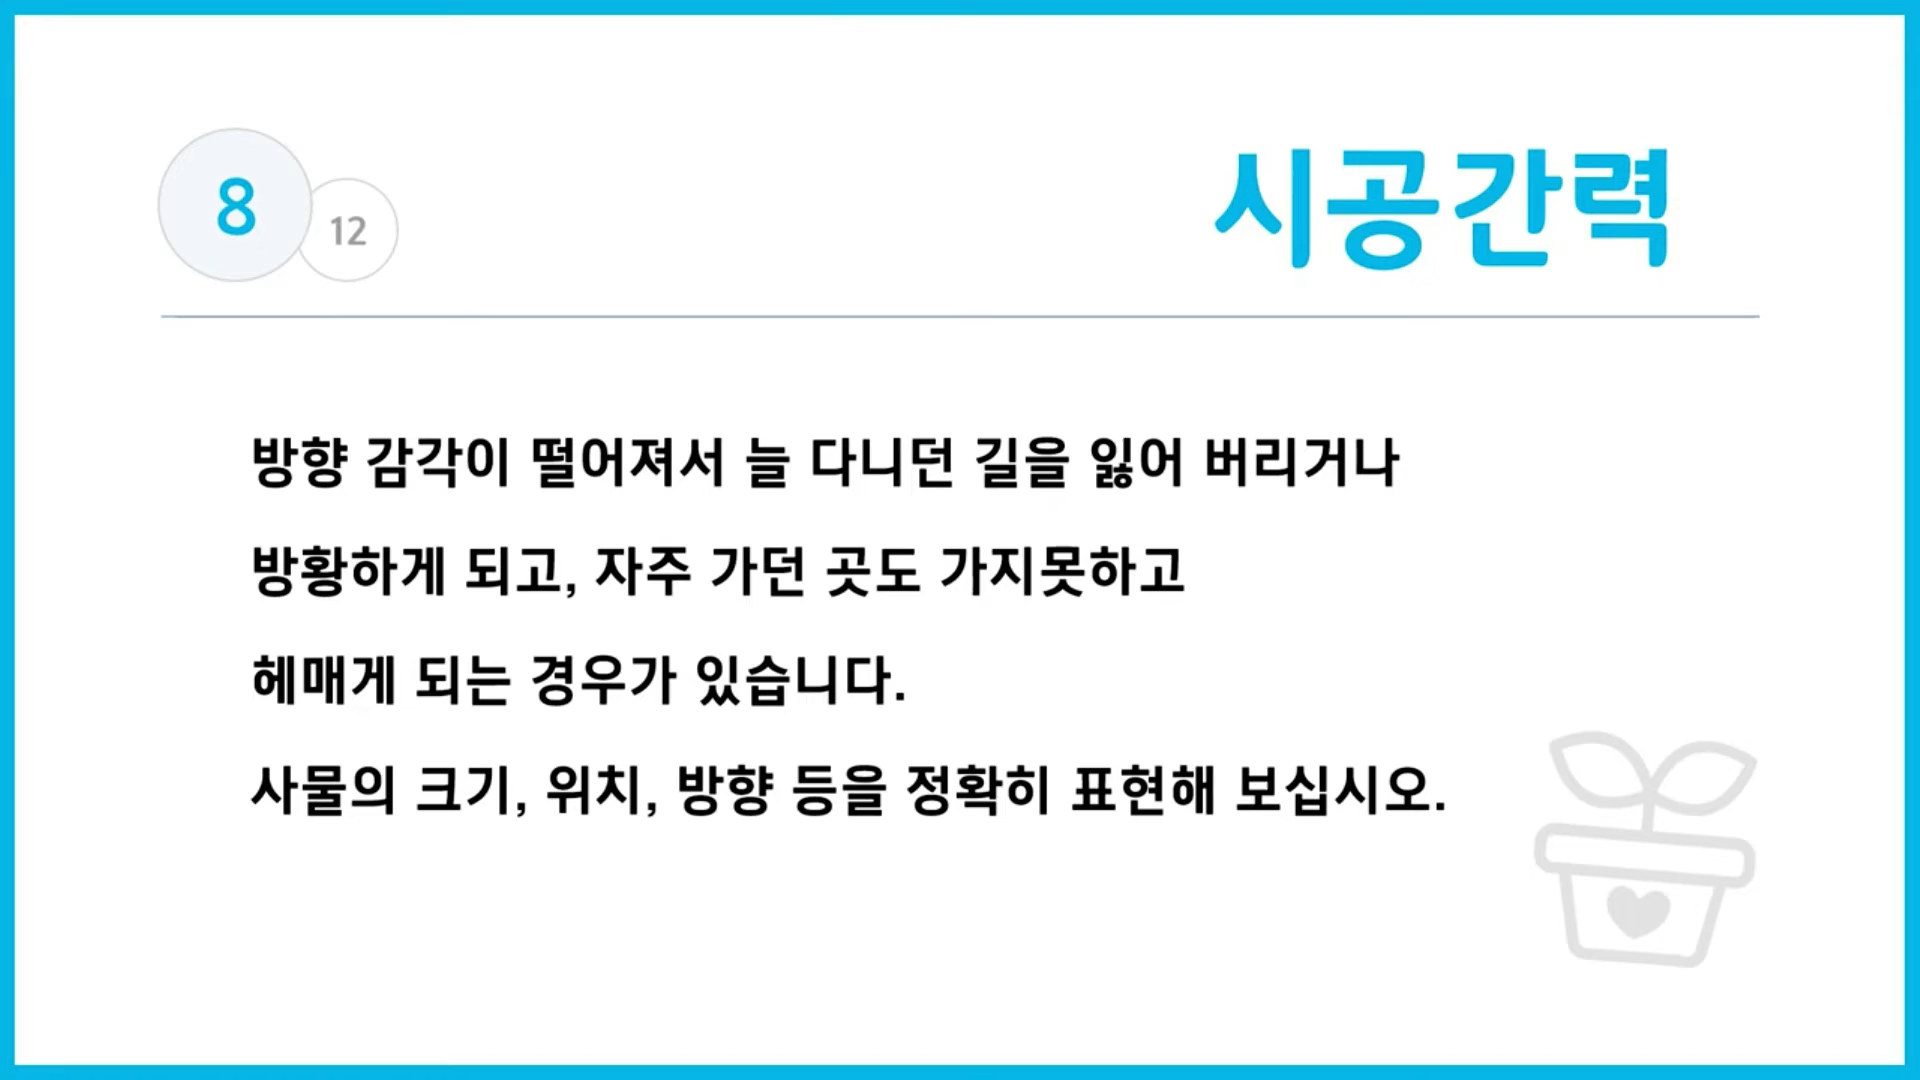 8
12
시공간력
방향 감각이 떨어져서 늘 다니던 길을 잃어 버리거나
방황하게 되고, 자주 가던 곳도 가지못하고
헤매게 되는 경우가 있습니다.
사물의 크기, 위치, 방향 등을 정확히 표현해 보십시오.